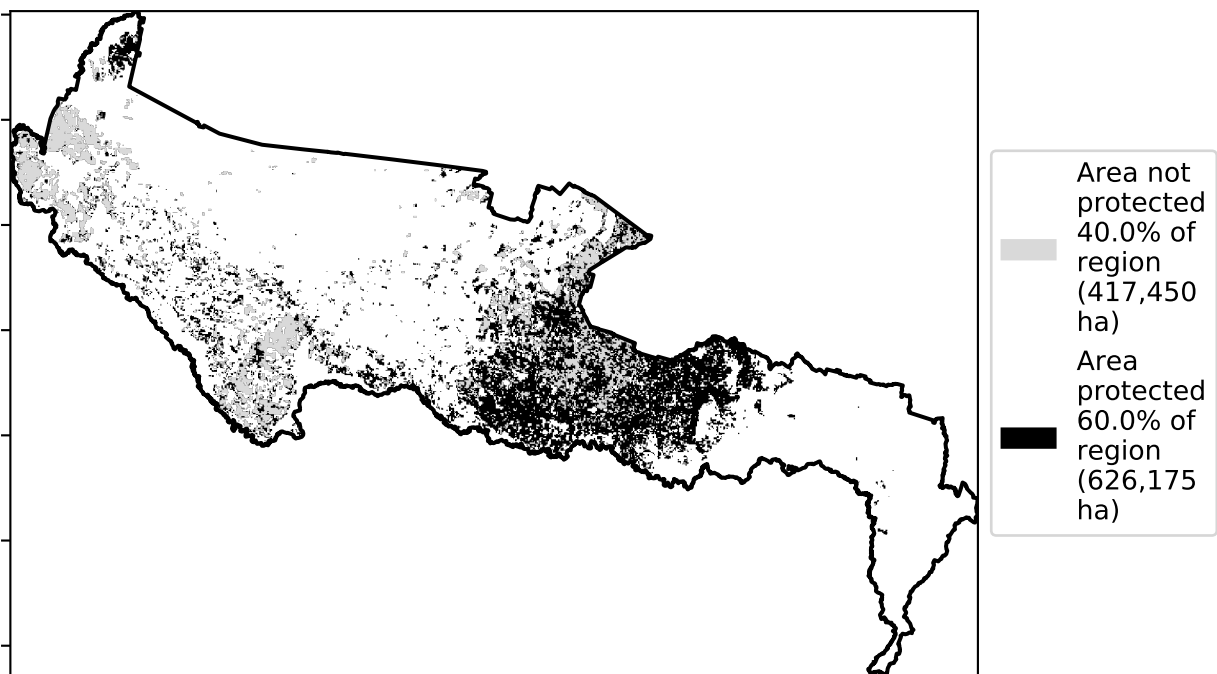 Area not
protected
40.0% of
region
(417,450
ha)
Area
protected
60.0% of
region
(626,175
ha)